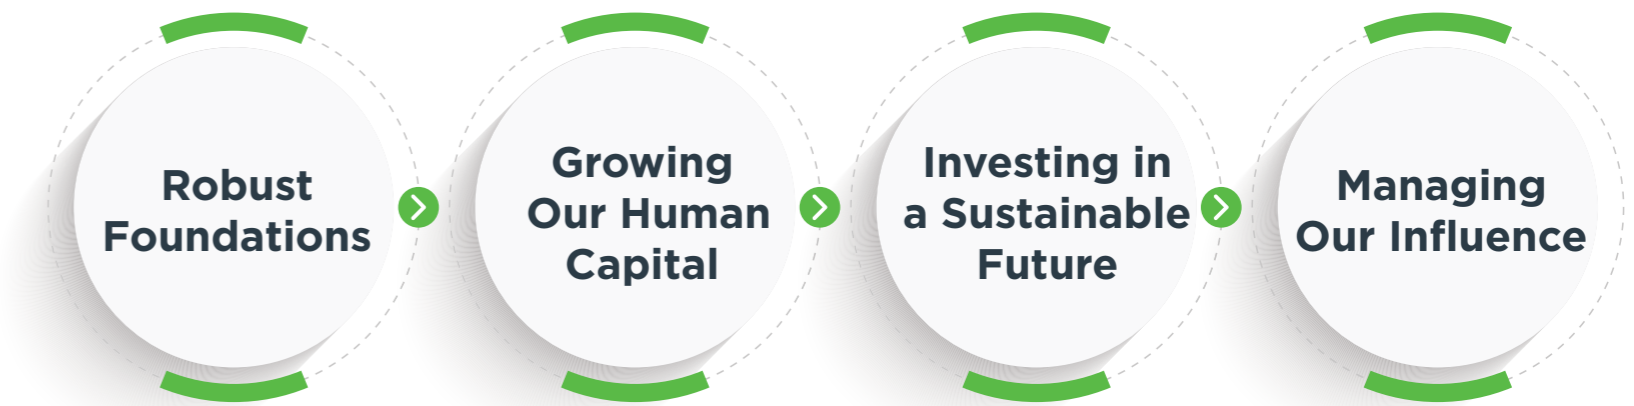 Robust
Foundations
Growing
Our Human
Capital
Investing in
a Sustainable
Future
Managing
Our Influence